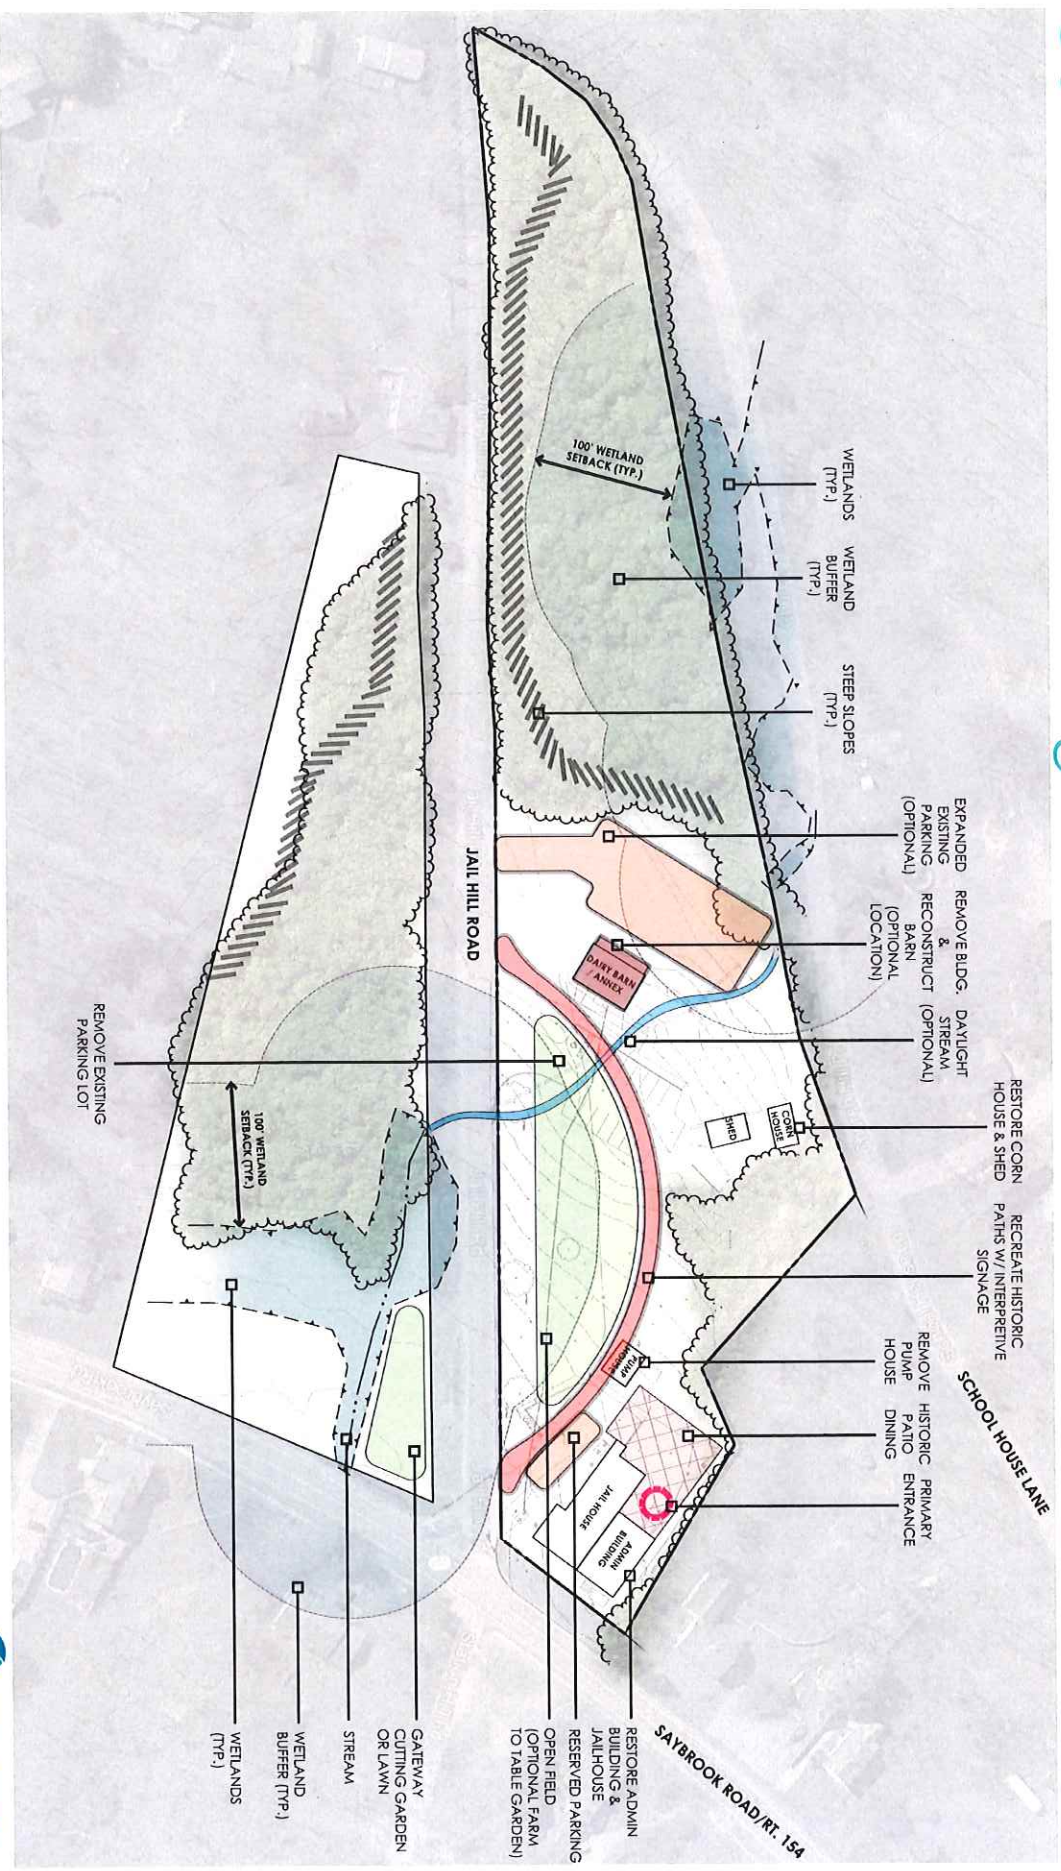 WETLANDS
(TYP.)
WETLAND
BUFFER
(TYP.)
STEEP SLOPES
(TYP.)
EXPANDED
EXISTING
PARKING
(OPTIONAL)
REMOVE BLDG.
&
RECONSTRUCT
BARN
(OPTIONAL
LOCATION)
DAYLIGHT
STREAM
(OPTIONAL)
RESTORE CORN
HOUSE & SHED
RECREATE HISTORIC
PATHS W/ INTERPRETIVE
SIGNAGE
REMOVE
PUMP
HOUSE
HISTORIC
PATIO
DINING
PRIMARY
ENTRANCE
SCHOOL HOUSE LANE
100' WETLAND
SETBACK (TYP.)
DAIRY BARN
/ ANNEX
SHED
CORN
HOUSE
PUMP
HOUSE
JAIL HOUSE
ADMIN
BUILDING
JAIL HILL ROAD
SAYBROOK ROAD/RT. 154
100' WETLAND
SETBACK (TYP.)
REMOVE EXISTING
PARKING LOT
RESTORE ADMIN
BUILDING &
JAILHOUSE
RESERVED PARKING
OPEN FIELD
(OPTIONAL FARM
TO TABLE GARDEN)
GATEWAY
CUTTING GARDEN
OR LAWN
STREAM
WETLAND
BUFFER (TYP.)
WETLANDS
(TYP.)